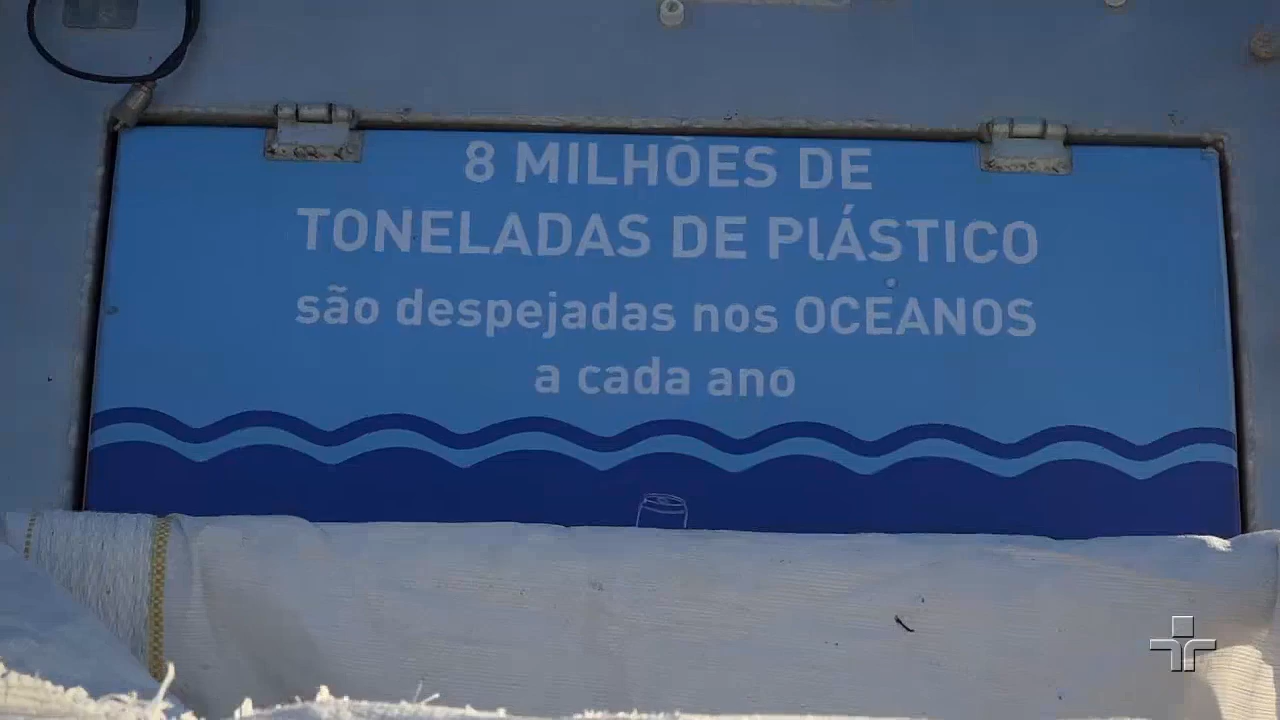 8 MILHÕES DE
TONELADAS DE PlÁSTICO
são despejadas nos OCEANOS
a cada ano